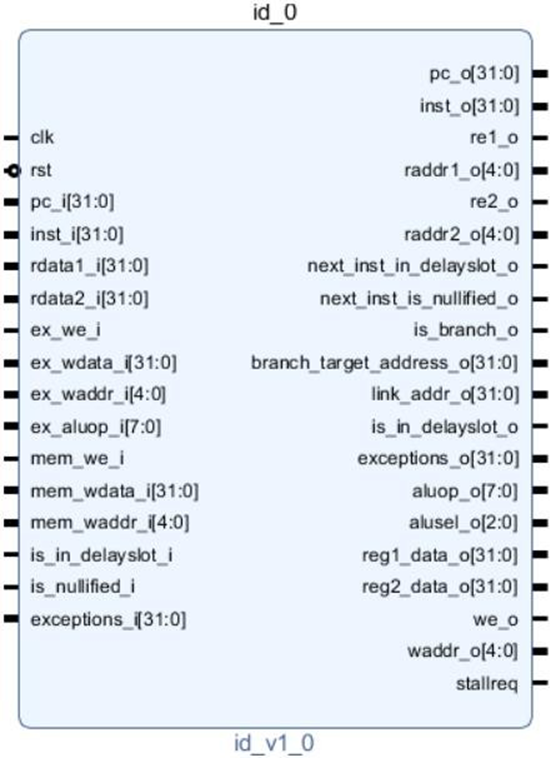 id_0
pc_o[31:0]
inst_o[31:0]
clk re1_o
rst raddr1_o[4:0]
pc_i[31:0] re2_o
inst_i[31:0] raddr2_o[4:0]
rdata1_i[31:0] next_inst_in_delayslot_o
rdata2_i[31:0] next_inst_is_nullified_o
ex_we_i is_branch_o
ex_wdata_i[31:0] branch_target_address_o[31:0]
ex_waddr_i[4:0] link_addr_o[31:0]
ex_aluop_i[7:0] is_in_delayslot_o
mem_we_i exceptions_o[31:0]
mem_wdata_i[31:0] aluop_o[7:0]
mem_waddr_i[4:0] alusel_o[2:0]
is_in_delayslot_i reg1_data_o[31:0]
is_nullified_i reg2_data_o[31:0]
exceptions_i[31:0] we_o
waddr_o[4:0]
stallreq
id_v1_0